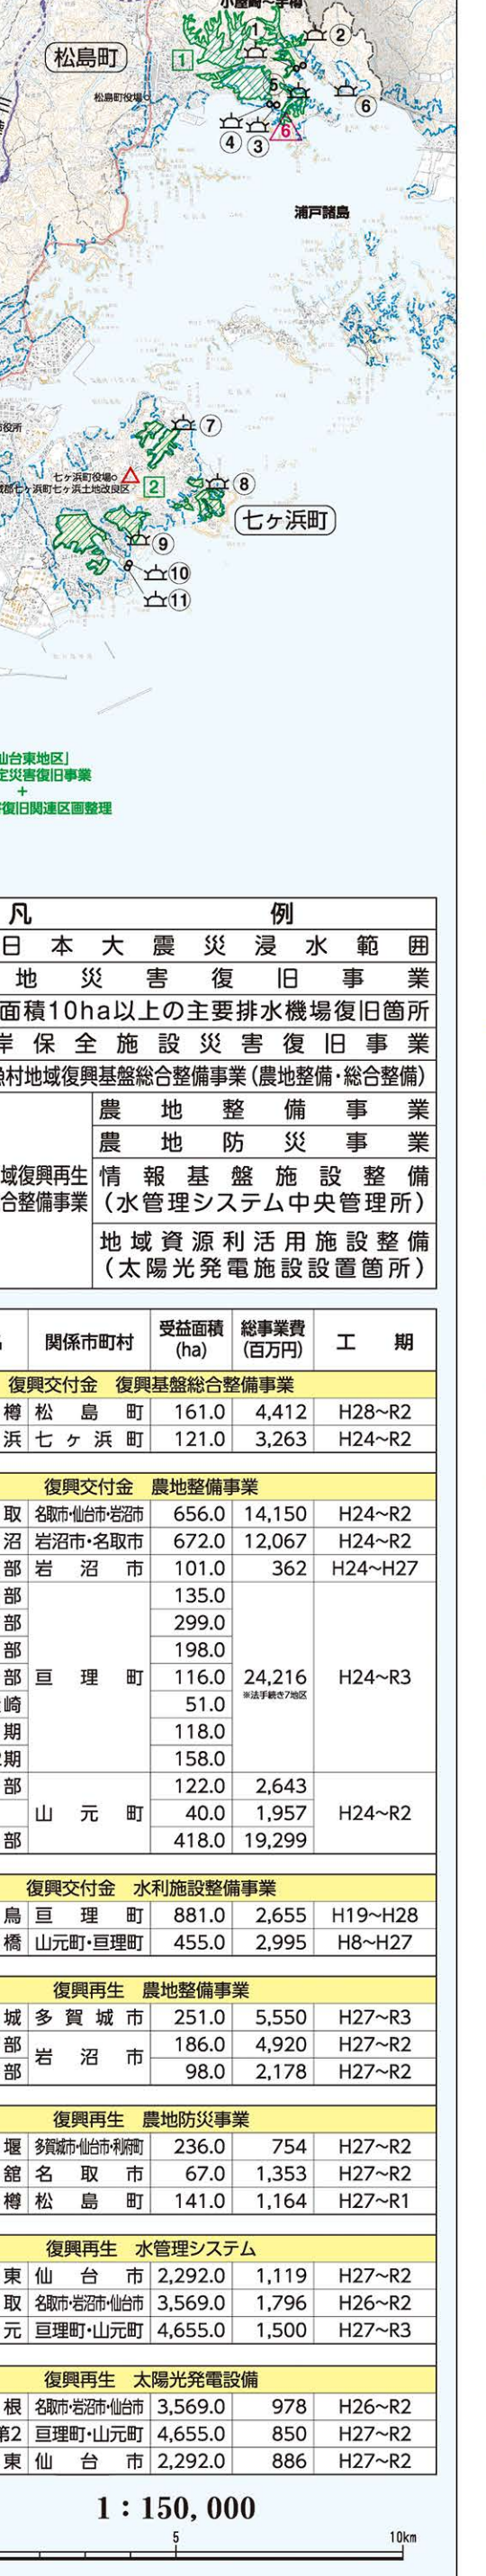 小屋崎～手樽
松島町
1
1
②
松島町役場
5
⑥
④
③
6
浦戸諸島
⑦
市役所
七ヶ浜町役場
城郡七ヶ浜町七ヶ浜土地改良区
2
⑧
七ヶ浜町
⑨
⑩
⑪
仙台東地区」
定災害復旧事業
+
害復旧関連区画整理
凡 例
日本大震災浸水範囲
地災害復旧事業
面積10ha以上の主要排水機場復旧箇所
岸保全施設災害復旧事業
漁村地域復興基盤総合整備事業(農地整備・総合整備)
農地整備事業
農地防災事業
域復興再生
合整備事業
情報基盤施設整備
(水管理システム中央管理所)
地域資源利活用施設整備
(太陽光発電施設設置箇所)
関係市町村 受益面積(ha) 総事業費(百万円) 工 期
復興交付金 復興基盤総合整備事業
樽 松島町 161.0 4,412 H28~R2
浜 七ヶ浜町 121.0 3,263 H24~R2
復興交付金 農地整備事業
取 名取市・仙台市・岩沼市 656.0 14,150 H24~R2
沼 岩沼市・名取市 672.0 12,067 H24~R2
部 岩沼市 101.0 362 H24~H27
部 135.0
部 299.0
部 198.0
部 亘理町 116.0 24,216 H24~R3
※法手続き7地区
崎 51.0
期 118.0
2期 158.0
部 122.0 2,643
山元町 40.0 1,957 H24~R2
部 418.0 19,299
復興交付金 水利施設整備事業
鳥 亘理町 881.0 2,655 H19~H28
橋 山元町・亘理町 455.0 2,995 H8~H27
復興再生 農地整備事業
城 多賀城市 251.0 5,550 H27~R3
部 岩沼市 186.0 4,920 H27~R2
部 98.0 2,178 H27~R2
復興再生 農地防災事業
堰 多賀城市・仙台市・利府町 236.0 754 H27~R2
舘 名取市 67.0 1,353 H27~R2
樽 松島町 141.0 1,164 H27~R1
復興再生 水管理システム
東 仙台市 2,292.0 1,119 H27~R2
取 名取市・岩沼市・仙台市 3,569.0 1,796 H26~R2
元 亘理町・山元町 4,655.0 1,500 H27~R3
復興再生 太陽光発電設備
根 名取市・岩沼市・仙台市 3,569.0 978 H26~R2
第2 亘理町・山元町 4,655.0 850 H27~R2
東 仙台市 2,292.0 886 H27~R2
1:150,000
5 10km